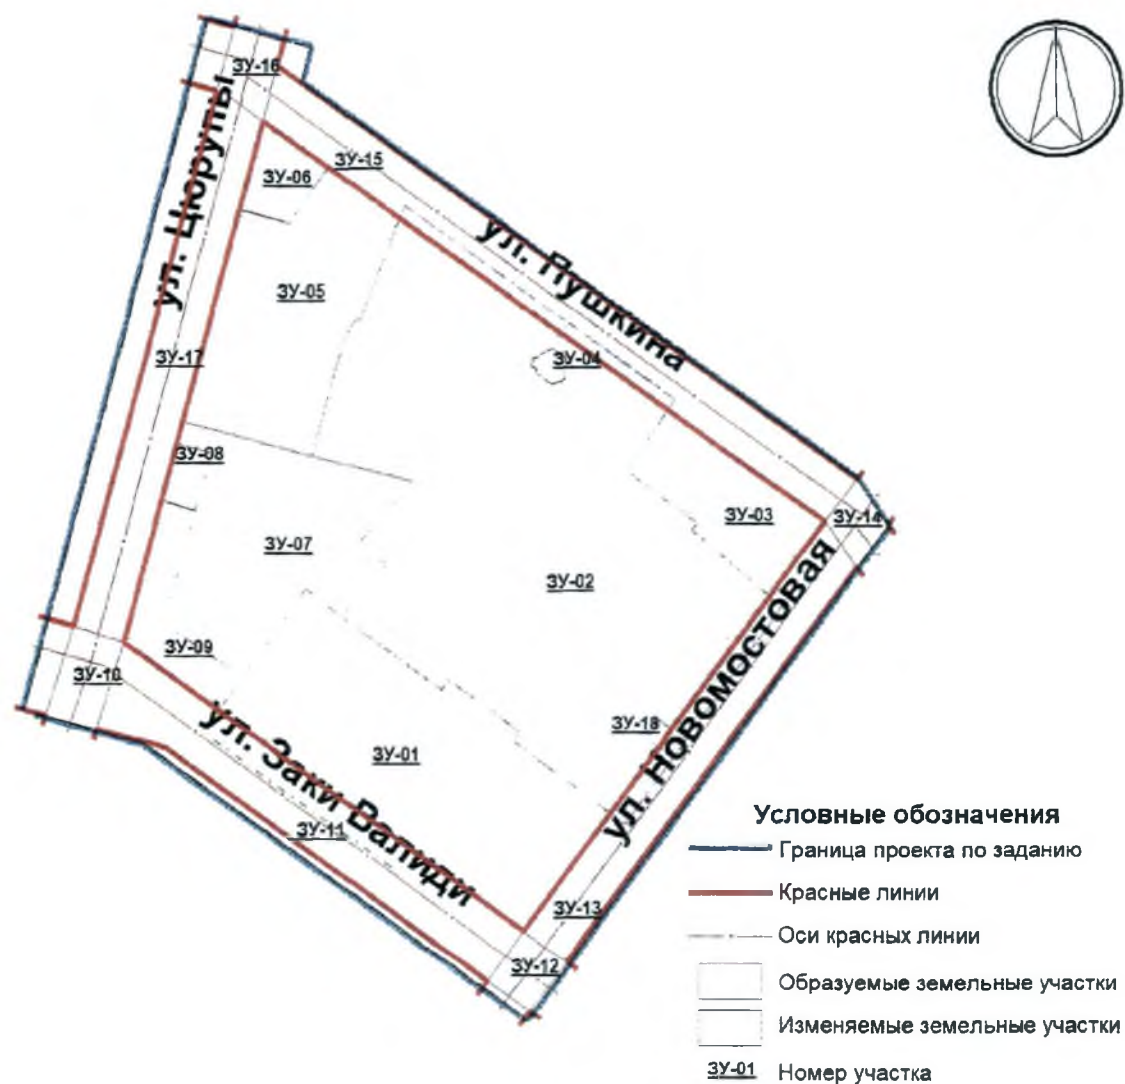 ЗУ-16
ул. Цюрупы
ЗУ-15
ЗУ-06
ул. Пушкина
ЗУ-05
ЗУ-04
ЗУ-17
ЗУ-08
ЗУ-03
ЗУ-14
ЗУ-07
ЗУ-02
ул. Новомостовая
ЗУ-09
ЗУ-10
ЗУ-18
ул. Заки Валиди
ЗУ-01
ЗУ-11
ЗУ-13
ЗУ-12
Условные обозначения
Граница проекта по заданию
Красные линии
Оси красных линии
Образуемые земельные участки
Изменяемые земельные участки
ЗУ-01 Номер участка